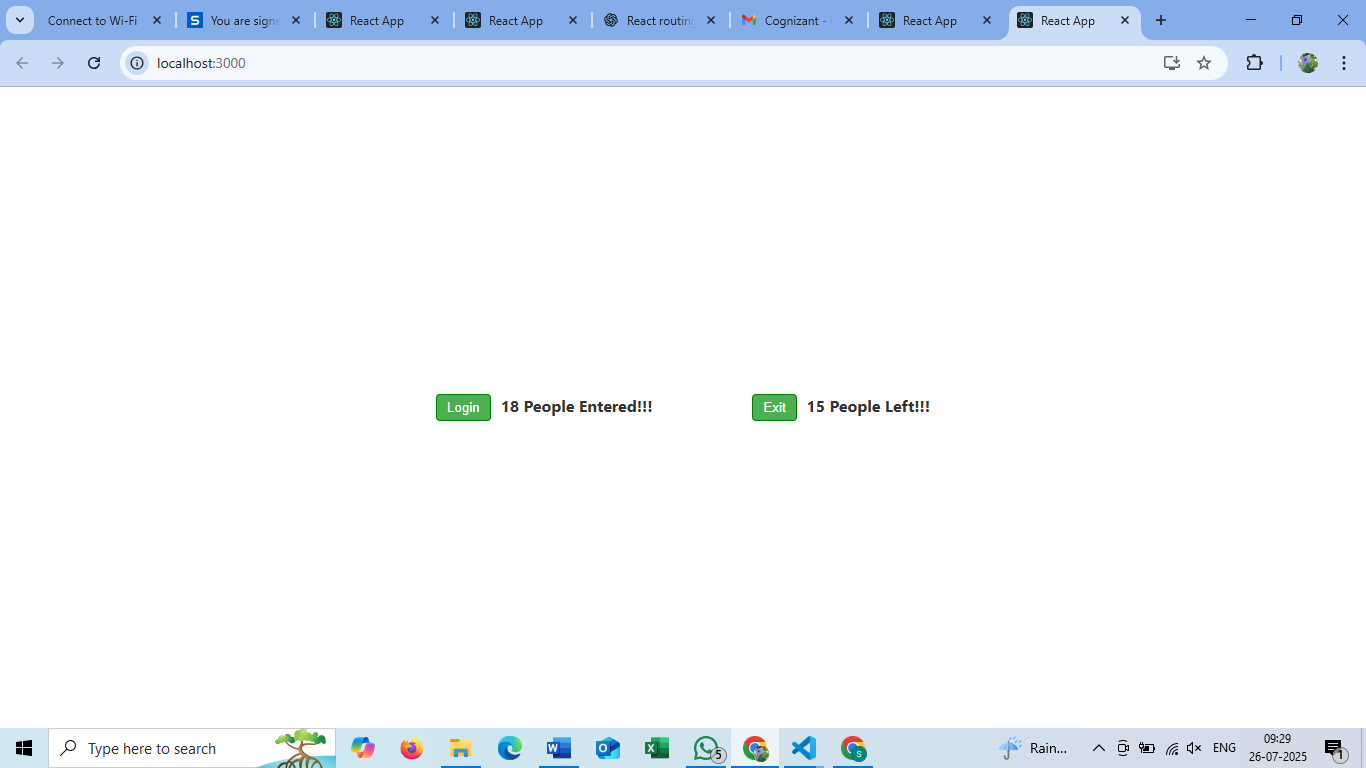 Connect to Wi-Fi
S You are signe
React App
React App
React routing
Cognizant -
React App
React App
localhost:3000
Login 18 People Entered!!! Exit 15 People Left!!!
Type here to search
5
S
Rain...
ENG
09:29
26-07-2025
1